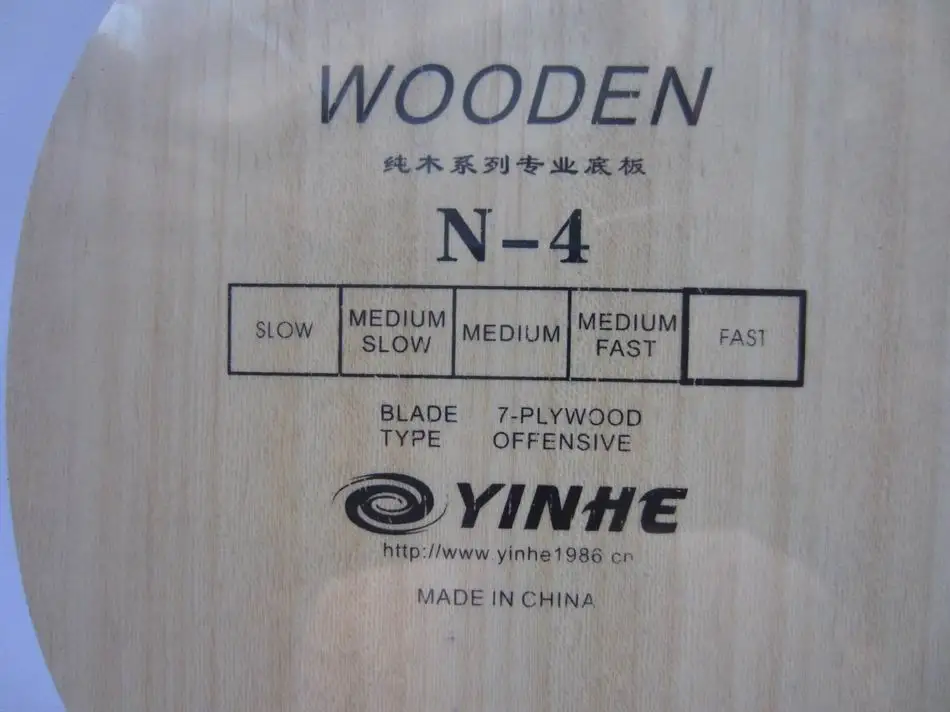 WOODEN
纯木系列专业底板
N-4
SLOW MEDIUM SLOW MEDIUM MEDIUM FAST FAST
BLADE 7-PLYWOOD
TYPE OFFENSIVE
YINHE
http://www.yinhe1986.cn
MADE IN CHINA